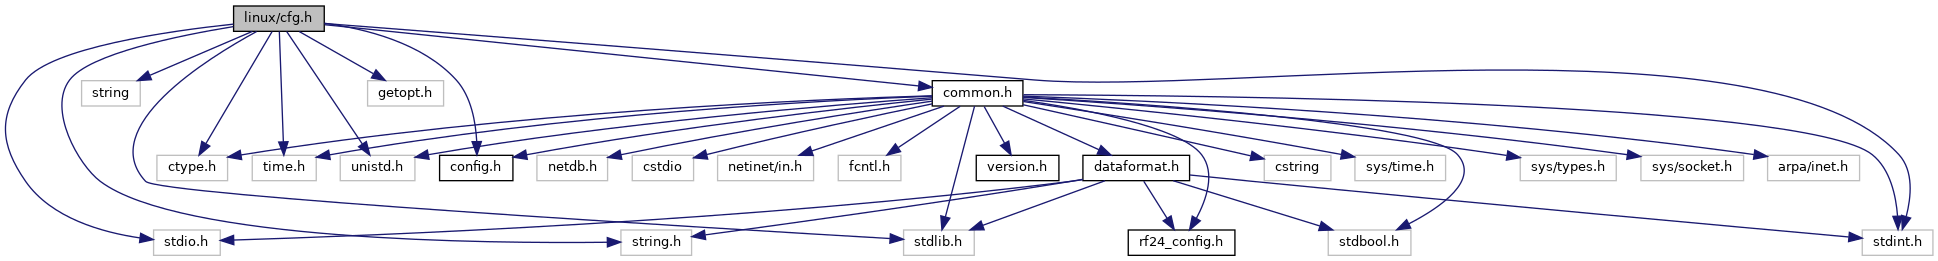 linux/cfg.h
string
getopt.h
common.h
ctype.h
time.h
unistd.h
config.h
netdb.h
cstdio
netinet/in.h
fcntl.h
version.h
dataformat.h
cstring
sys/time.h
sys/types.h
sys/socket.h
arpa/inet.h
stdio.h
string.h
stdlib.h
rf24_config.h
stdbool.h
stdint.h